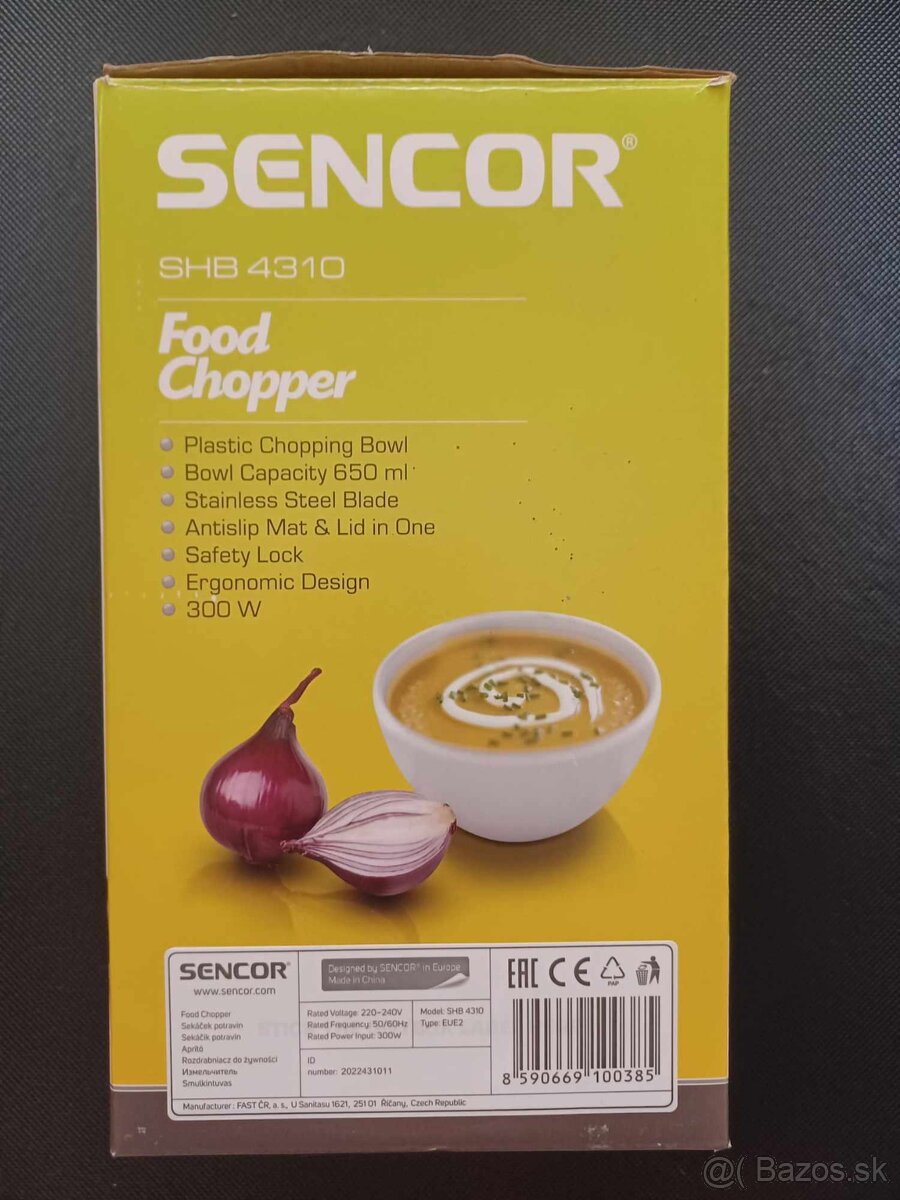 SENCOR®
SHB 4310
Food
Chopper
Plastic Chopping Bowl
Bowl Capacity 650 ml
Stainless Steel Blade
Antislip Mat & Lid in One
Safety Lock
Ergonomic Design
300 W
SENCOR®
www.sencor.com
Food Chopper
Sekáček potravin
Sekáčik potravín
Aprító
Rozdrabniacz do żywności
Измельчитель
Smulkintuvas
Designed by SENCOR® in Europe
Made in China
Rated Voltage: 220-240V
Rated Frequency: 50/60Hz
Rated Power Input: 300W
Model: SHB 4310
Type: EUE2
ID
number: 2022431011
EAC CE
PAP
8 590669 100385
Manufacturer: FAST ČR, a. s., U Sanitasu 1621, 251 01 Říčany, Czech Republic
@( Bazos.sk